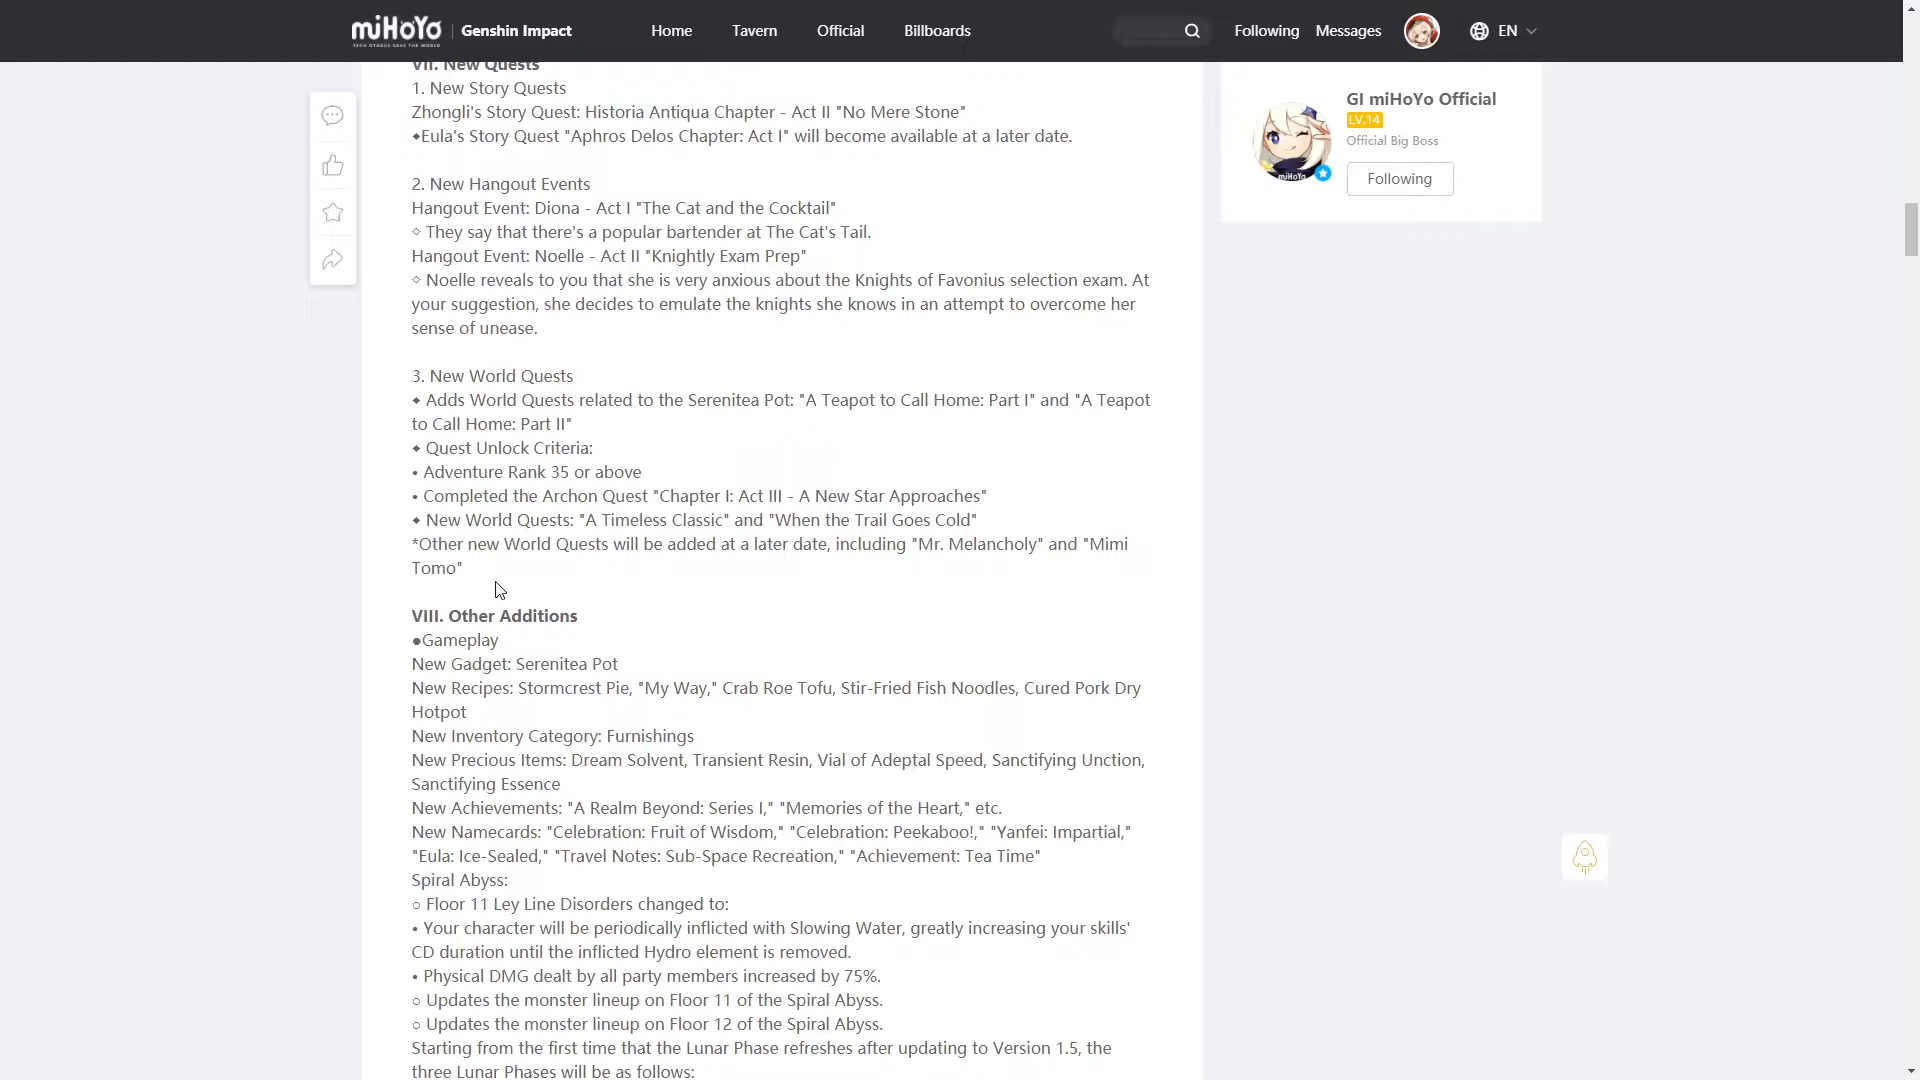 miHoYo
TECH OTAKUS SAVE THE WORLD
Genshin Impact
Home
Tavern
Official
Billboards
Following
Messages
EN
VII. New Quests
1. New Story Quests
Zhongli's Story Quest: Historia Antiqua Chapter - Act II "No Mere Stone"
◆Eula's Story Quest "Aphros Delos Chapter: Act I" will become available at a later date.
2. New Hangout Events
Hangout Event: Diona - Act I "The Cat and the Cocktail"
◇ They say that there's a popular bartender at The Cat's Tail.
Hangout Event: Noelle - Act II "Knightly Exam Prep"
◇ Noelle reveals to you that she is very anxious about the Knights of Favonius selection exam. At
your suggestion, she decides to emulate the knights she knows in an attempt to overcome her
sense of unease.
3. New World Quests
◆ Adds World Quests related to the Serenitea Pot: "A Teapot to Call Home: Part I" and "A Teapot
to Call Home: Part II"
◆ Quest Unlock Criteria:
• Adventure Rank 35 or above
• Completed the Archon Quest "Chapter I: Act III - A New Star Approaches"
◆ New World Quests: "A Timeless Classic" and "When the Trail Goes Cold"
*Other new World Quests will be added at a later date, including "Mr. Melancholy" and "Mimi
Tomo"
VIII. Other Additions
●Gameplay
New Gadget: Serenitea Pot
New Recipes: Stormcrest Pie, "My Way," Crab Roe Tofu, Stir-Fried Fish Noodles, Cured Pork Dry
Hotpot
New Inventory Category: Furnishings
New Precious Items: Dream Solvent, Transient Resin, Vial of Adeptal Speed, Sanctifying Unction,
Sanctifying Essence
New Achievements: "A Realm Beyond: Series I," "Memories of the Heart," etc.
New Namecards: "Celebration: Fruit of Wisdom," "Celebration: Peekaboo!," "Yanfei: Impartial,"
"Eula: Ice-Sealed," "Travel Notes: Sub-Space Recreation," "Achievement: Tea Time"
Spiral Abyss:
○ Floor 11 Ley Line Disorders changed to:
• Your character will be periodically inflicted with Slowing Water, greatly increasing your skills'
CD duration until the inflicted Hydro element is removed.
• Physical DMG dealt by all party members increased by 75%.
○ Updates the monster lineup on Floor 11 of the Spiral Abyss.
○ Updates the monster lineup on Floor 12 of the Spiral Abyss.
Starting from the first time that the Lunar Phase refreshes after updating to Version 1.5, the
three Lunar Phases will be as follows:
GI miHoYo Official
LV.14
Official Big Boss
miHoYo
Following